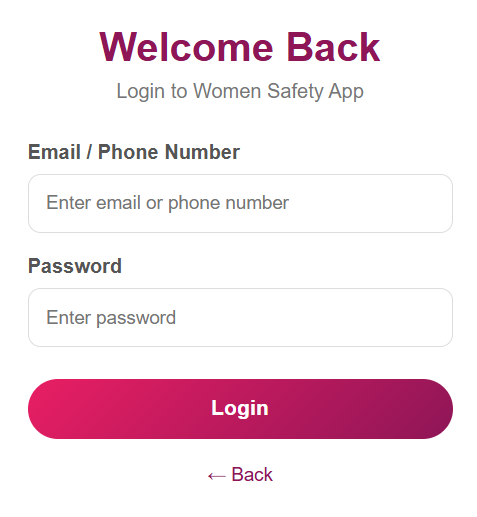 Welcome Back
Login to Women Safety App
Email / Phone Number
Enter email or phone number
Password
Enter password
Login
← Back